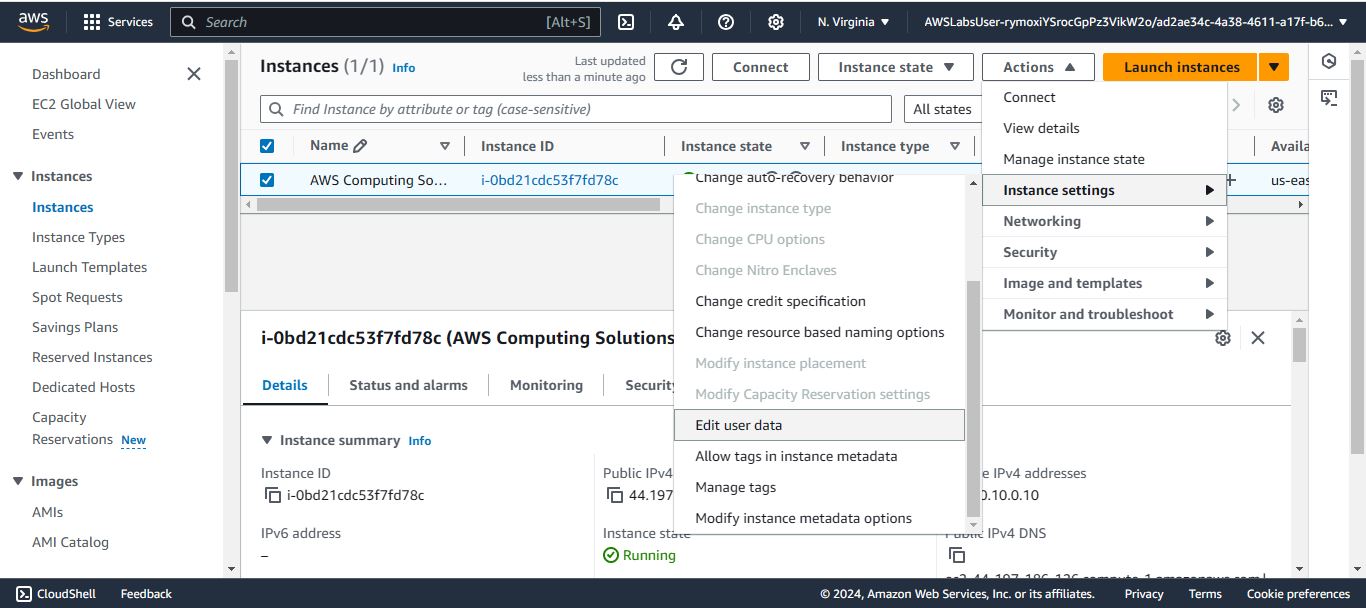 aws
Services
Search [Alt+S]
N. Virginia
AWSLabsUser-rymoxiYSrocGpPz3VikW2o/ad2ae34c-4a38-4611-a17f-b6...
Dashboard
EC2 Global View
Events
Instances
Instances
Instance Types
Launch Templates
Spot Requests
Savings Plans
Reserved Instances
Dedicated Hosts
Capacity
Reservations New
Images
AMIs
AMI Catalog
Instances (1/1) Info
Last updated
less than a minute ago
Connect
Instance state
Actions
Launch instances
Find Instance by attribute or tag (case-sensitive)
All states
Name
Instance ID
Instance state
Instance type
Availa
AWS Computing So...
i-0bd21cdc53f7fd78c
us-eas
Connect
View details
Manage instance state
Instance settings
Networking
Security
Image and templates
Monitor and troubleshoot
Change auto-recovery behavior
Change instance type
Change CPU options
Change Nitro Enclaves
Change credit specification
Change resource based naming options
Modify instance placement
Modify Capacity Reservation settings
Edit user data
Allow tags in instance metadata
Manage tags
Modify instance metadata options
i-0bd21cdc53f7fd78c (AWS Computing Solutions
Details
Status and alarms
Monitoring
Security
Instance summary Info
Instance ID
i-0bd21cdc53f7fd78c
IPv6 address
–
Public IPv4
44.197
Instance state
Running
IPv4 addresses
0.10.0.10
Public IPv4 DNS
CloudShell
Feedback
© 2024, Amazon Web Services, Inc. or its affiliates.
Privacy
Terms
Cookie preferences